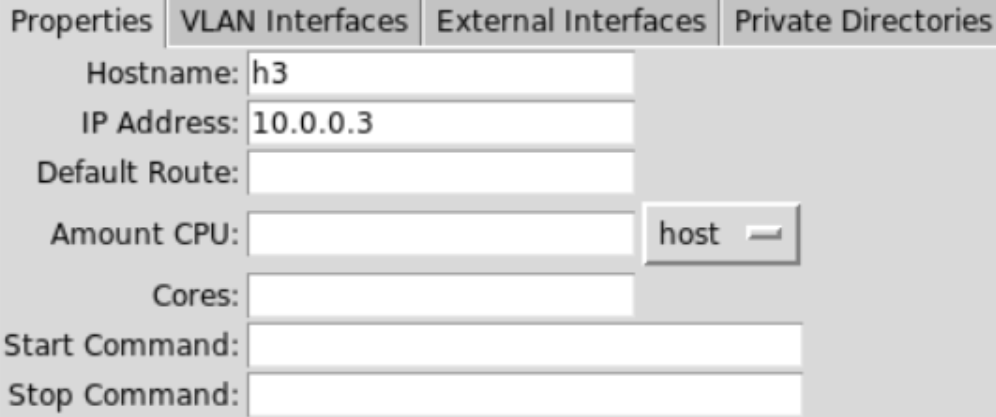 Properties VLAN Interfaces External Interfaces Private Directories
Hostname: h3
IP Address: 10.0.0.3
Default Route:
Amount CPU: host
Cores:
Start Command:
Stop Command: